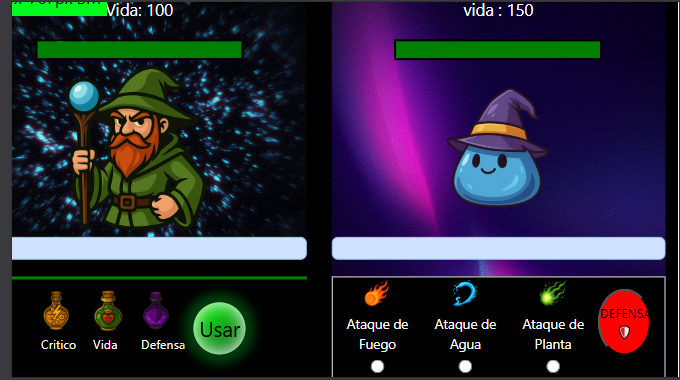 Vida: 100
vida : 150
Critico
Vida
Defensa
Usar
Ataque de
Fuego
Ataque de
Agua
Ataque de
Planta
DEFENSA